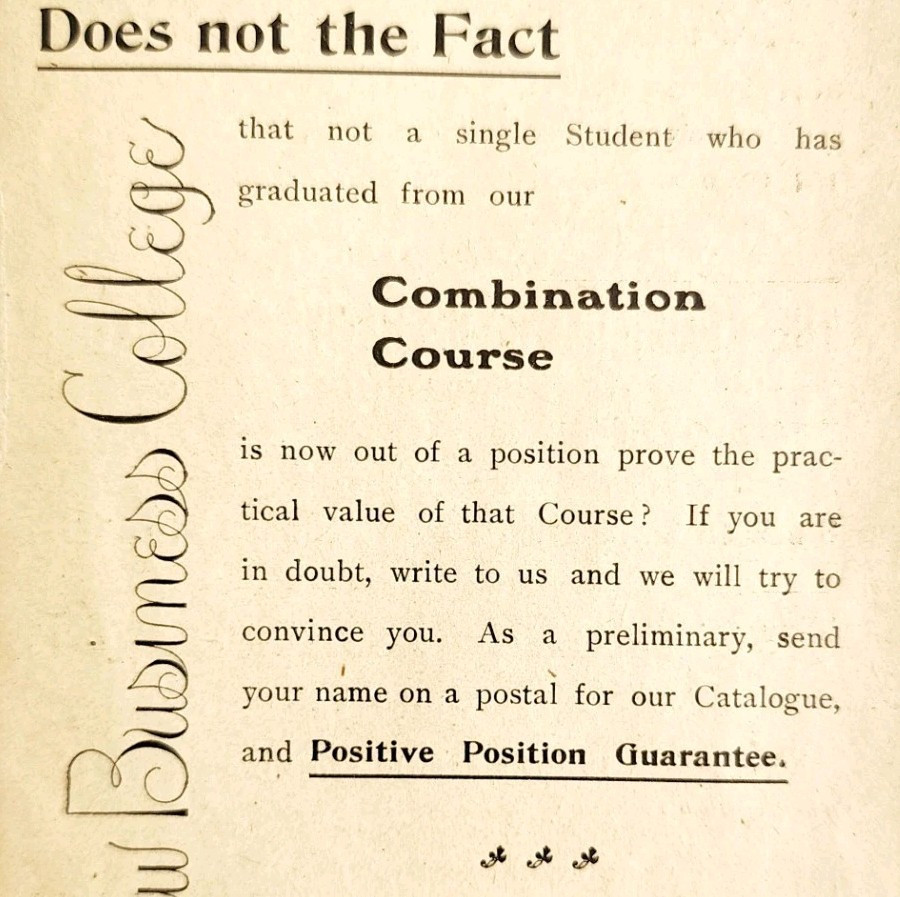 Does not the Fact
that not a single Student who has
graduated from our
Combination
Course
is now out of a position prove the prac-
tical value of that Course? If you are
in doubt, write to us and we will try to
convince you. As a preliminary, send
your name on a postal for our Catalogue,
and Positive Position Guarantee.
Business College